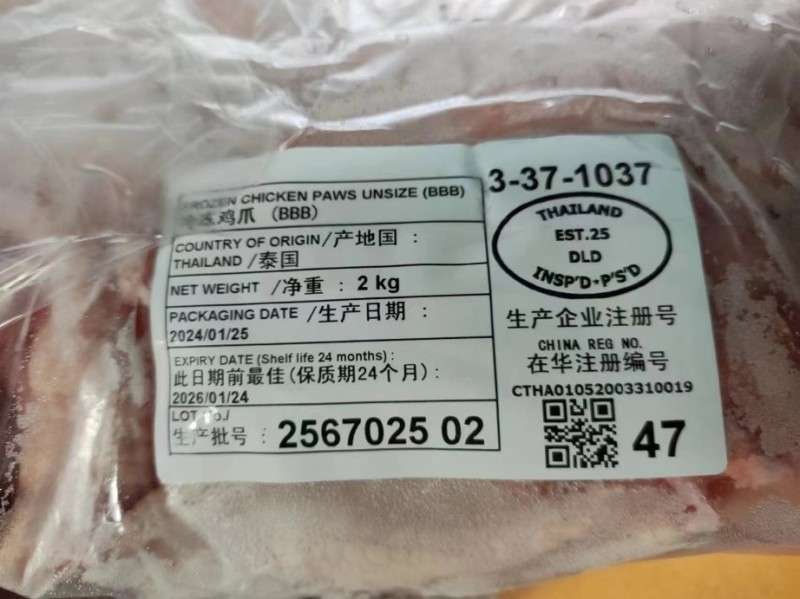 FROZEN CHICKEN PAWS UNSIZE (BBB)
冷冻鸡爪 (BBB)
COUNTRY OF ORIGIN/产地国 :
THAILAND /泰国
NET WEIGHT /净重 : 2 kg
PACKAGING DATE /生产日期 :
2024/01/25
EXPIRY DATE (Shelf life 24 months) :
此日期前最佳(保质期24个月) :
2026/01/24
LOT No./
生产批号 : 2567025 02
3-37-1037
THAILAND
EST.25
DLD
INSP'D•P'S'D
生产企业注册号
CHINA REG NO.
在华注册编号
CTHA01052003310019
47